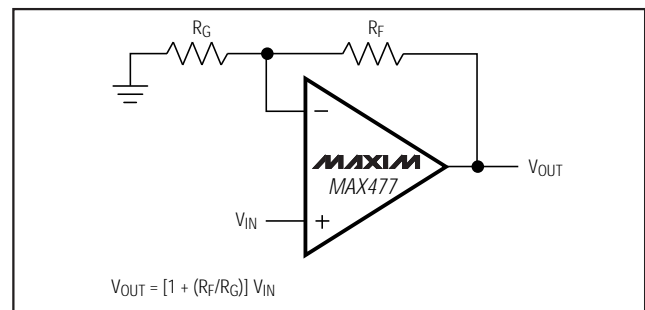 RG
RF
−
MAXIM
MAX477
VOUT
VIN
+
VOUT = [1 + (RF/RG)] VIN